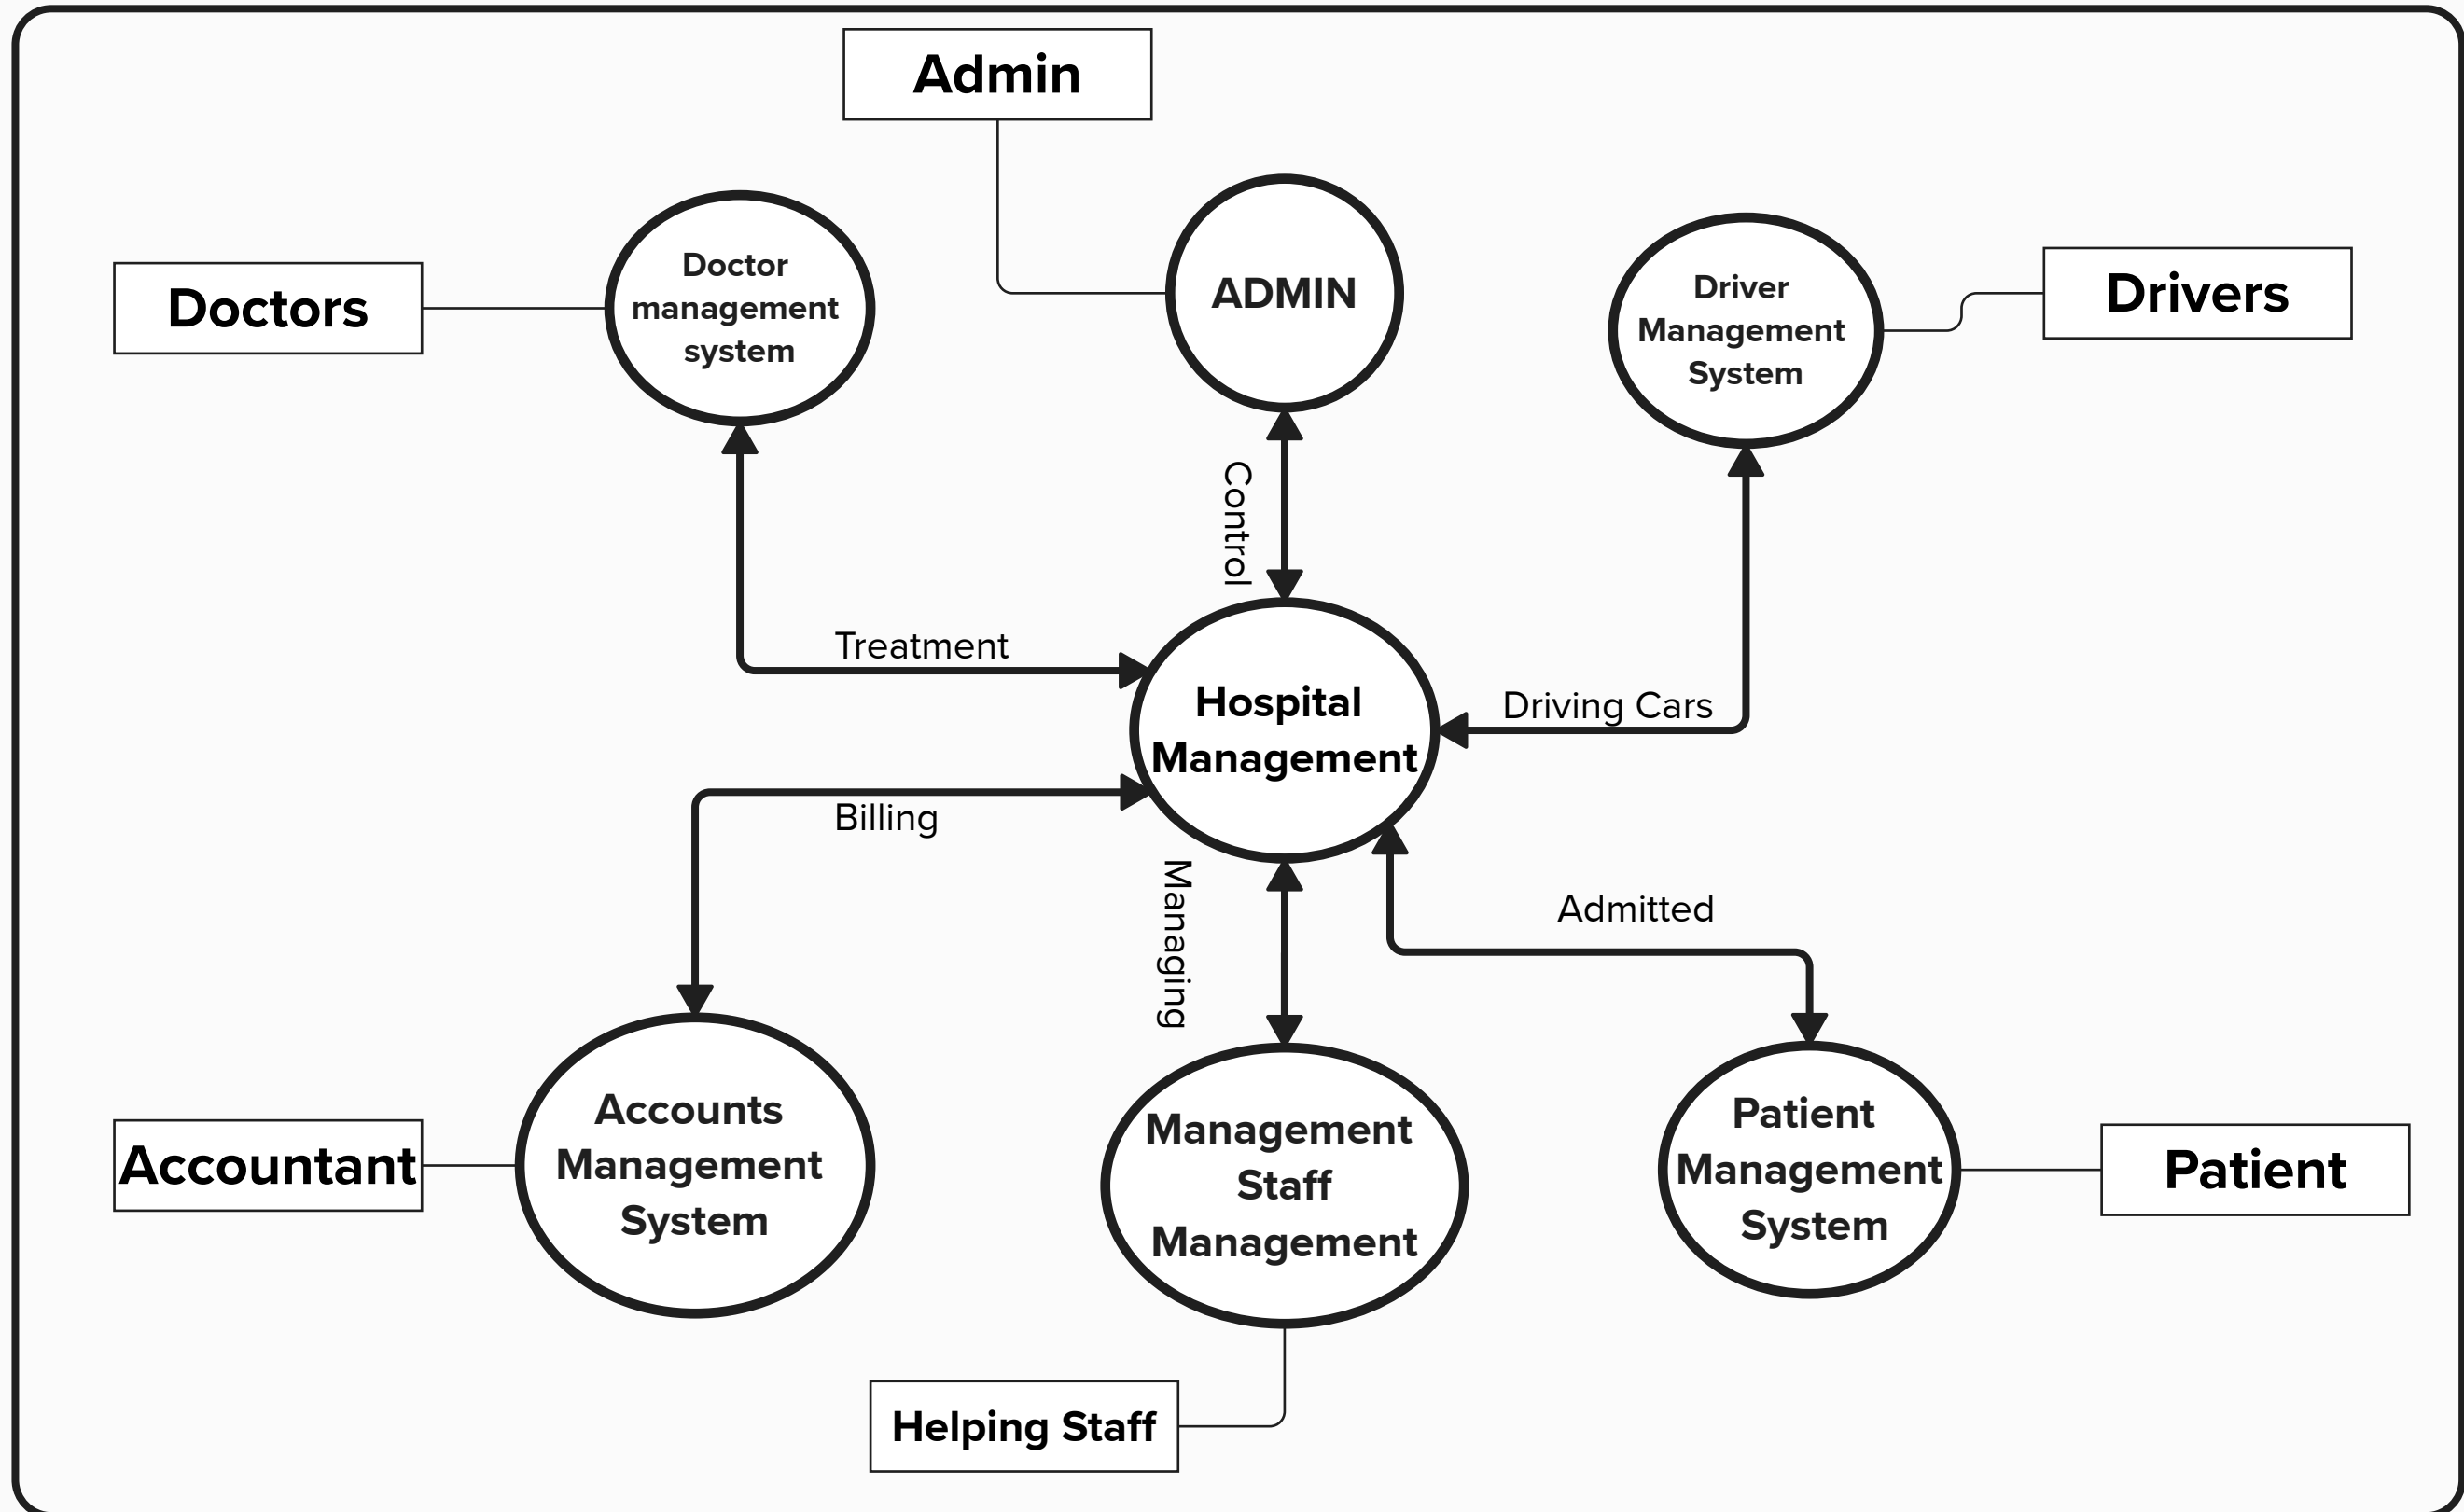 Admin
Doctor
management
system
ADMIN
Driver
Management
System
Doctors
Drivers
Control
Treatment
Hospital
Management
Driving Cars
Billing
Managing
Admitted
Accounts
Management
System
Management
Staff
Management
Patient
Management
System
Accountant
Patient
Helping Staff